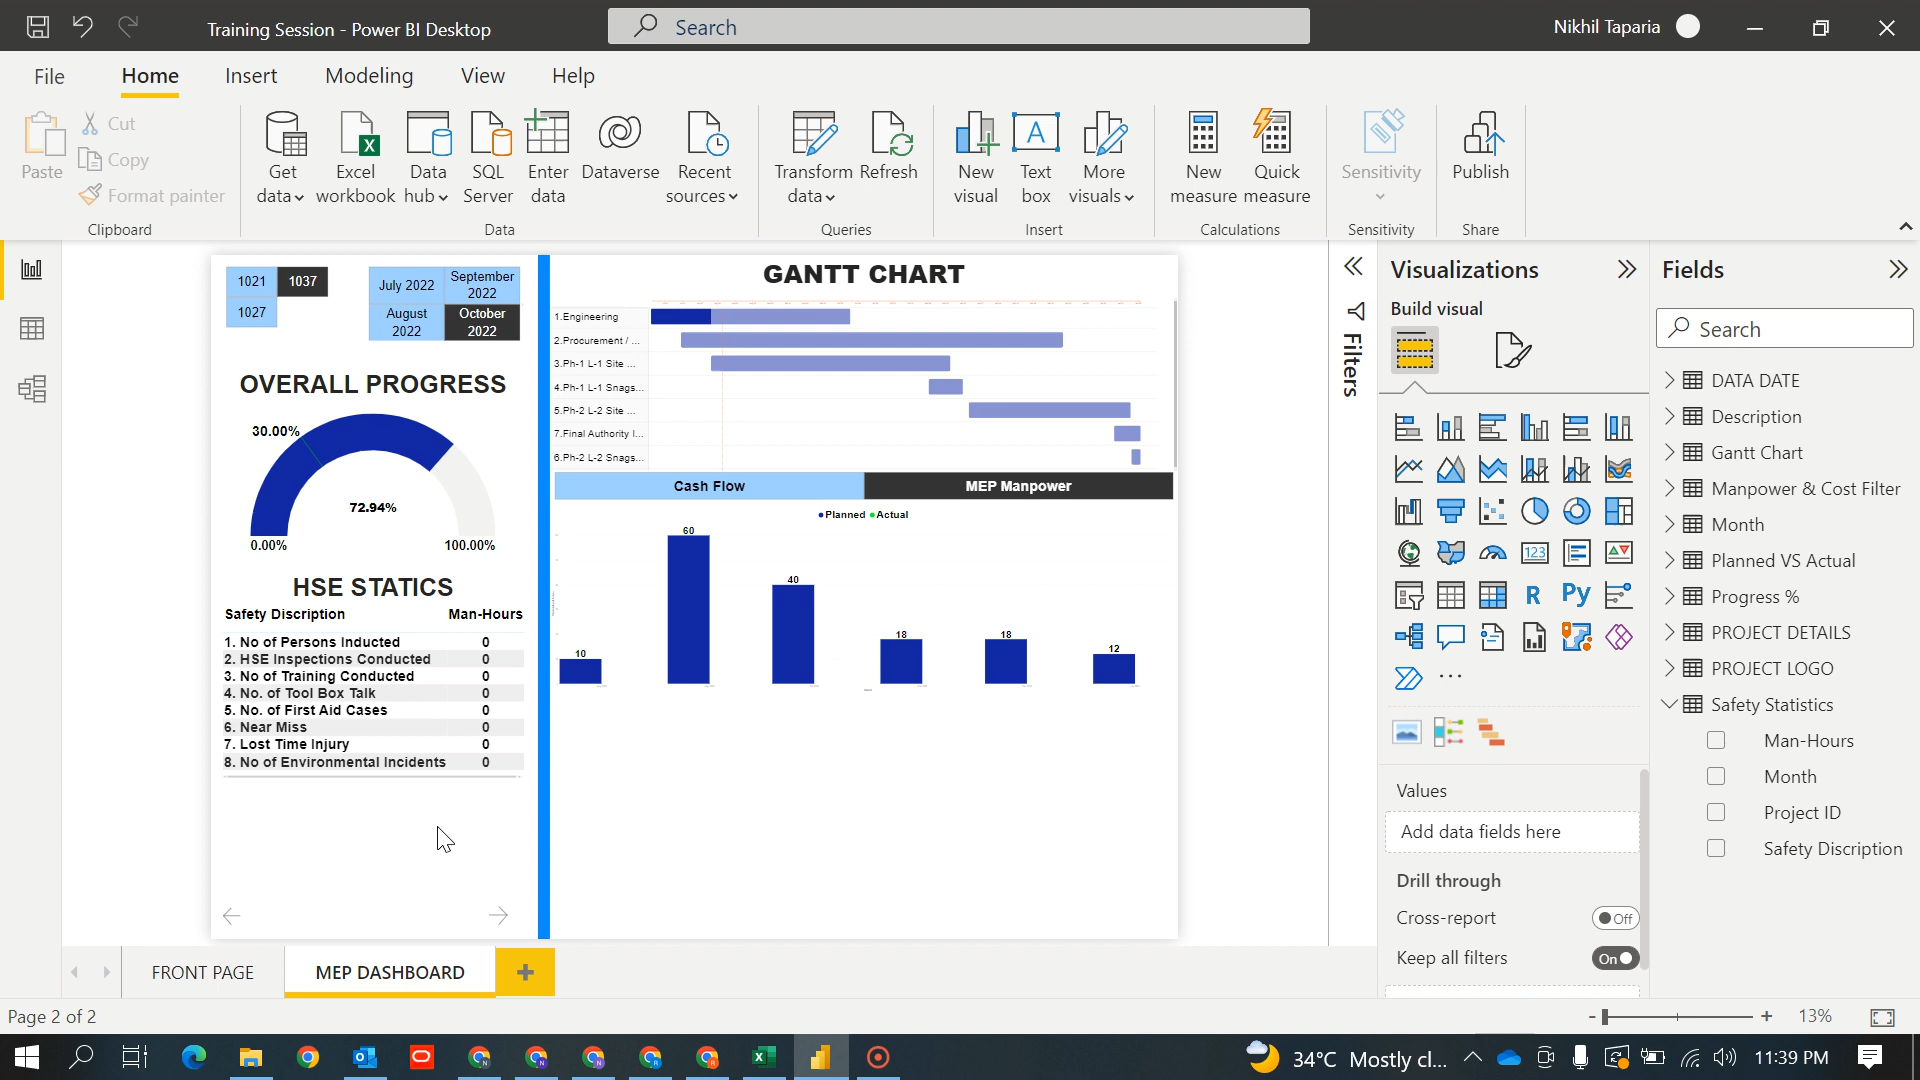 Training Session - Power BI Desktop
Search
Nikhil Taparia
File
Home
Insert
Modeling
View
Help
Paste
Cut
Copy
Format painter
Clipboard
Get data
Excel workbook
Data hub
SQL Server
Enter data
Dataverse
Recent sources
Data
Transform data
Refresh
Queries
New visual
Text box
More visuals
Insert
New measure
Quick measure
Calculations
Sensitivity
Sensitivity
Publish
Share
1021
1037
1027
July 2022
September 2022
August 2022
October 2022
OVERALL PROGRESS
30.00%
72.94%
0.00%
100.00%
HSE STATICS
Safety Discription Man-Hours
1. No of Persons Inducted 0
2. HSE Inspections Conducted 0
3. No of Training Conducted 0
4. No. of Tool Box Talk 0
5. No. of First Aid Cases 0
6. Near Miss 0
7. Lost Time Injury 0
8. No of Environmental Incidents 0
GANTT CHART
1.Engineering
2.Procurement / ...
3.Ph-1 L-1 Site ...
4.Ph-1 L-1 Snags...
5.Ph-2 L-2 Site ...
7.Final Authority I...
6.Ph-2 L-2 Snags...
Cash Flow
MEP Manpower
Planned Actual
10
60
40
18
18
12
Filters
Visualizations
Build visual
123
R
Py
...
Values
Add data fields here
Drill through
Cross-report
Off
Keep all filters
On
Fields
Search
DATA DATE
Description
Gantt Chart
Manpower & Cost Filter
Month
Planned VS Actual
Progress %
PROJECT DETAILS
PROJECT LOGO
Safety Statistics
Man-Hours
Month
Project ID
Safety Discription
FRONT PAGE
MEP DASHBOARD
Page 2 of 2
13%
34°C Mostly cl...
11:39 PM